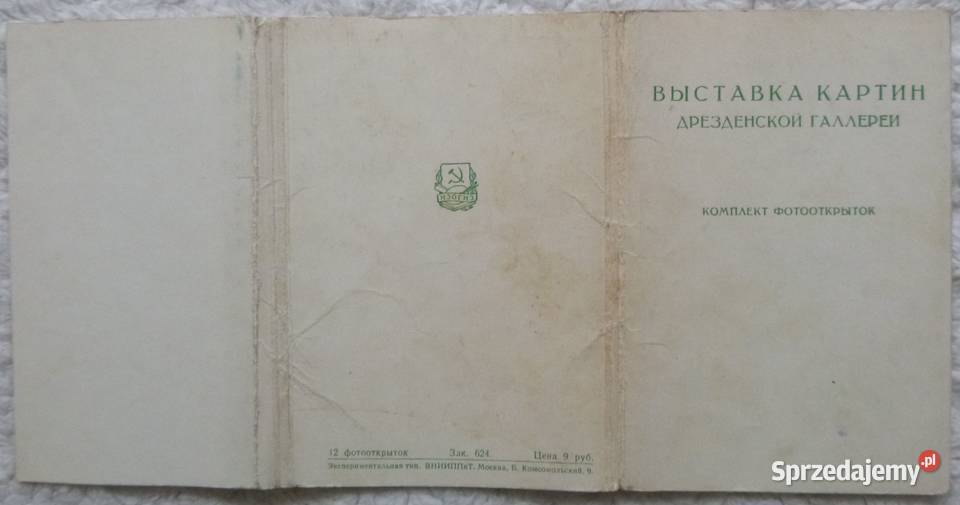 ВЫСТАВКА КАРТИН
ДРЕЗДЕНСКОЙ ГАЛЛЕРЕИ
КОМПЛЕКТ ФОТООТКРЫТОК
ИЗОГИЗ
12 фотооткрыток Зак. 624. Цена 9 руб.
Экспериментальная тип. ВНИИППиТ. Москва, Б. Комсомольский, 9.
Sprzedajemy.pl